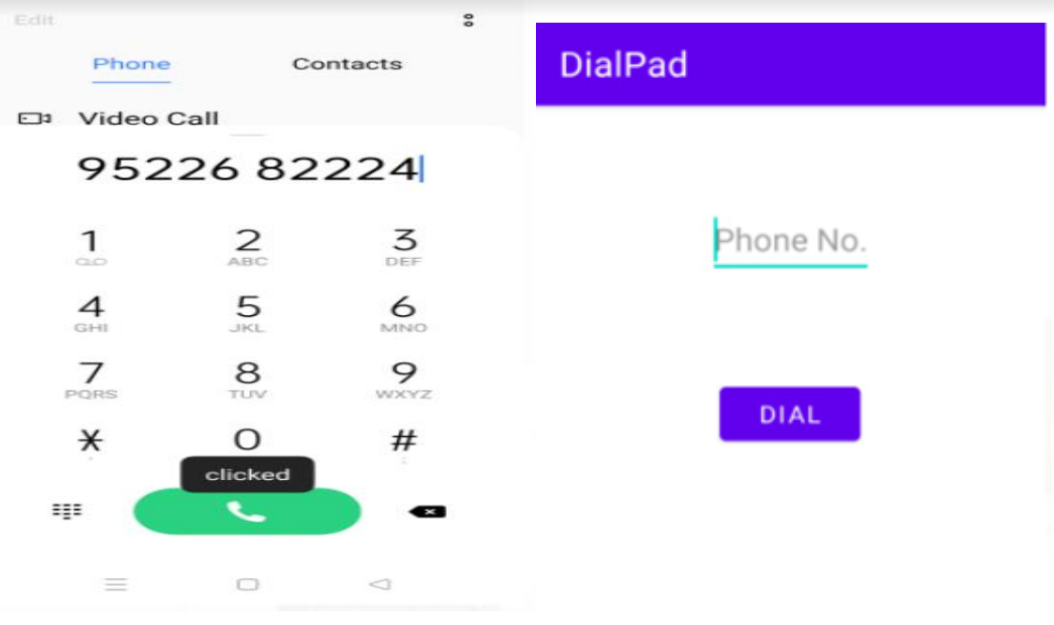 Edit
Phone Contacts
Video Call
95226 82224
1 2 3
ABC DEF
4 5 6
GHI JKL MNO
7 8 9
PQRS TUV WXYZ
* 0 #
clicked
DialPad
Phone No.
DIAL